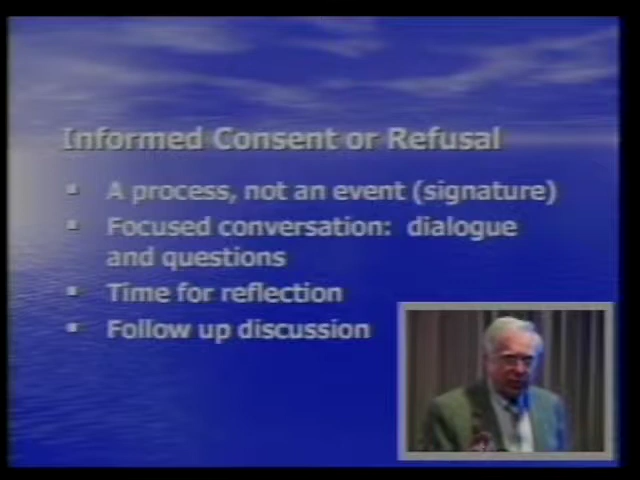 Informed Consent or Refusal
A process, not an event (signature)
Focused conversation: dialogue
and questions
Time for reflection
Follow up discussion